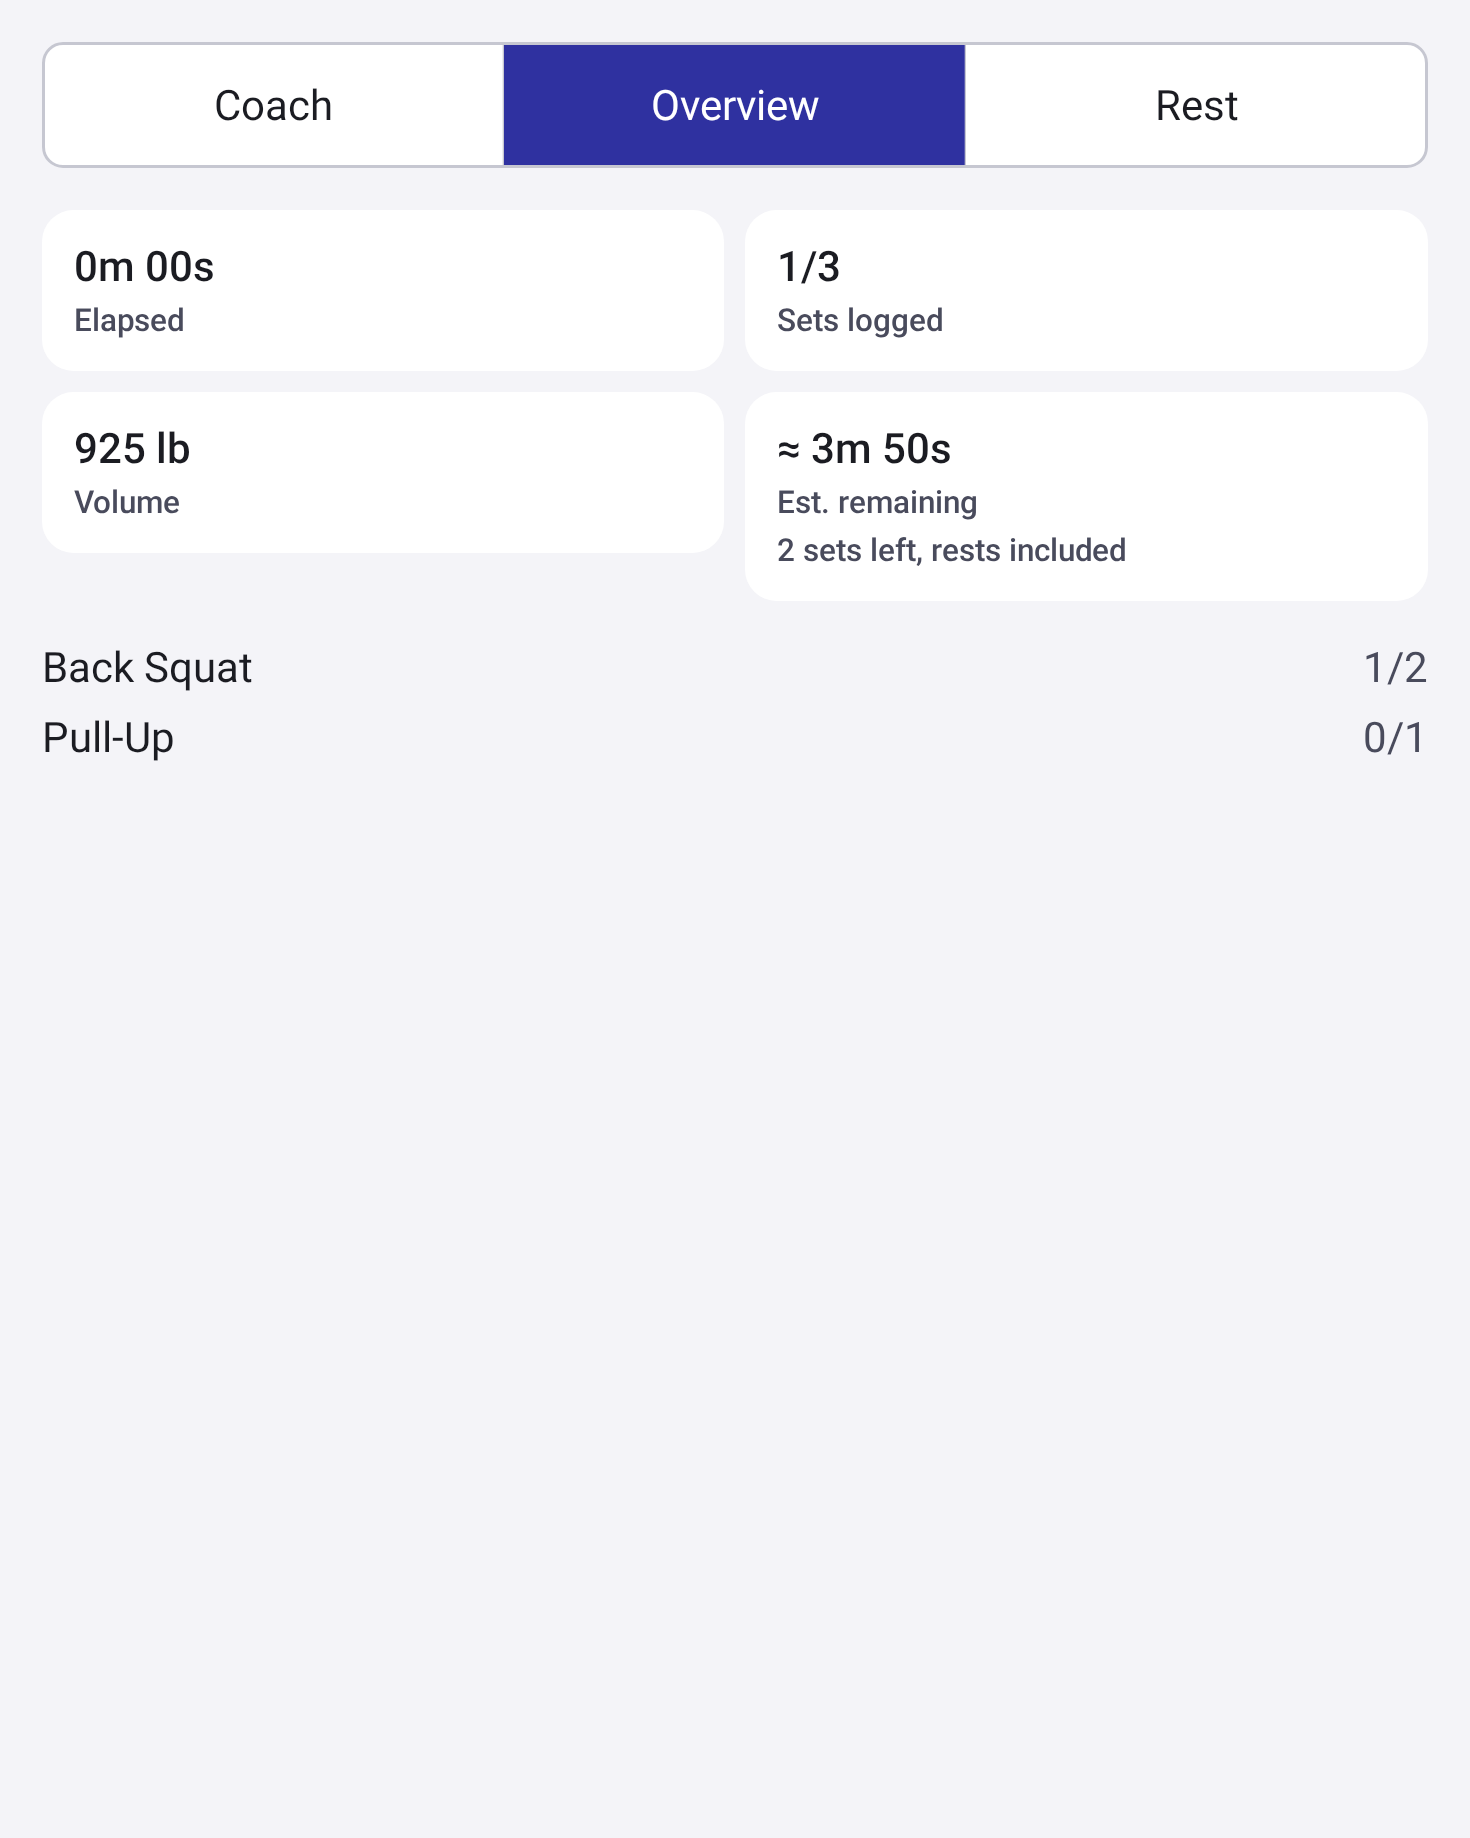 Coach
Overview
Rest
0m 00s
Elapsed
1/3
Sets logged
925 lb
Volume
≈ 3m 50s
Est. remaining
2 sets left, rests included
Back Squat 1/2
Pull-Up 0/1